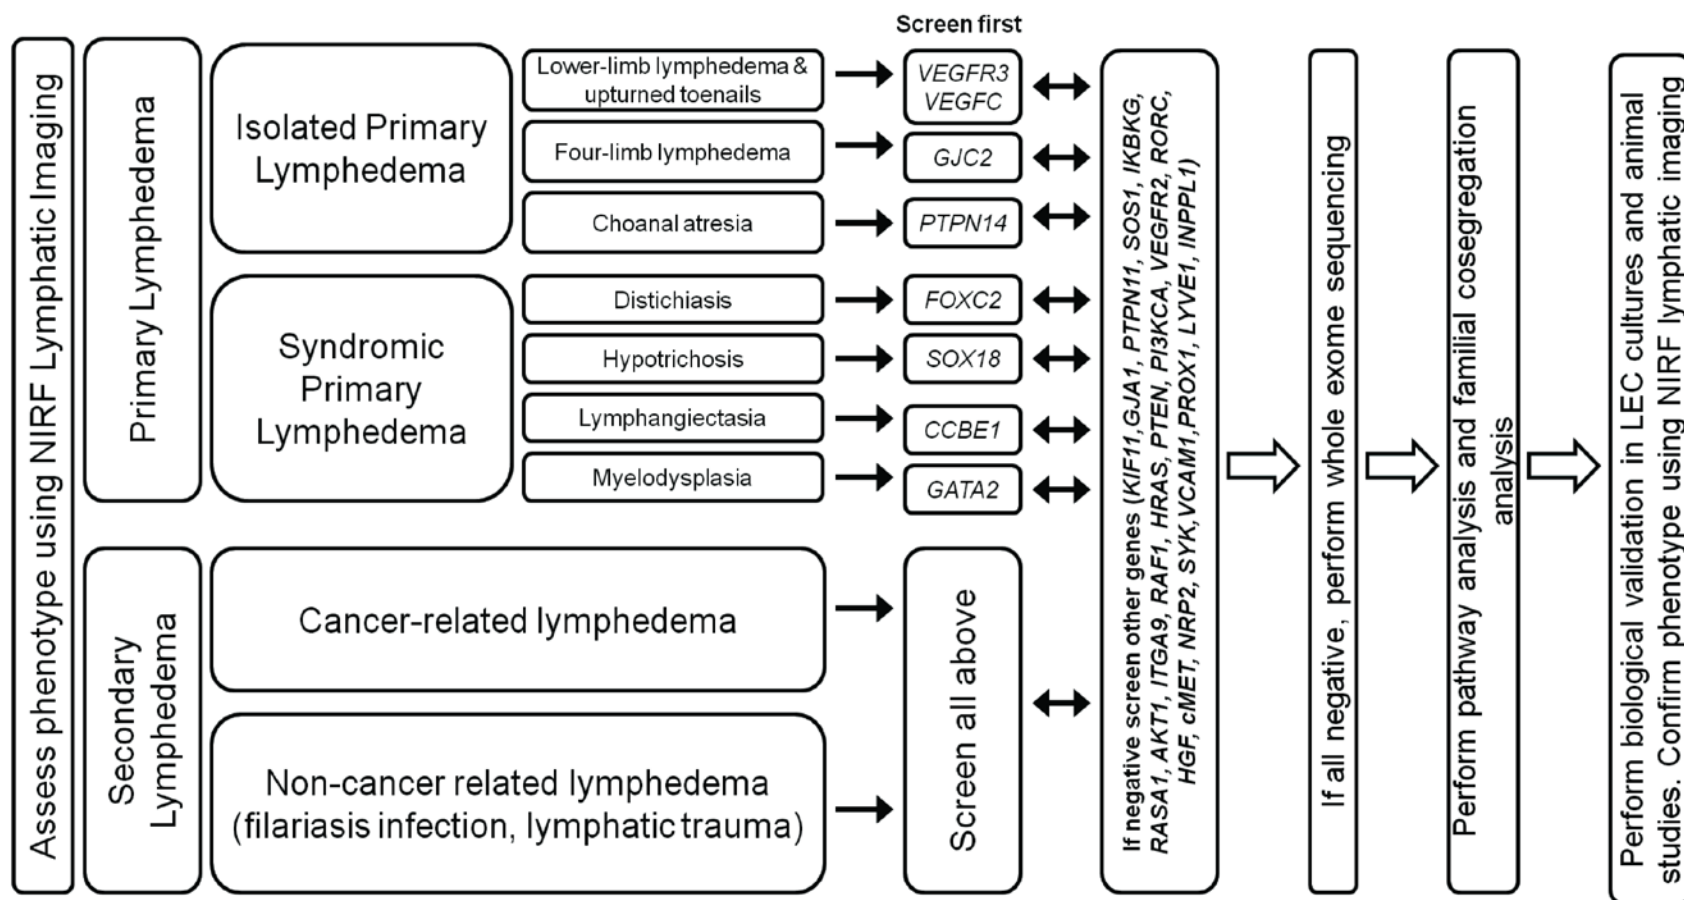 Screen first
Assess phenotype using NIRF Lymphatic Imaging
Primary Lymphedema
Isolated Primary
Lymphedema
Lower-limb lymphedema &
upturned toenails
VEGFR3
VEGFC
Four-limb lymphedema
GJC2
Choanal atresia
PTPN14
Syndromic
Primary
Lymphedema
Distichiasis
FOXC2
Hypotrichosis
SOX18
Lymphangiectasia
CCBE1
Myelodysplasia
GATA2
Secondary
Lymphedema
Cancer-related lymphedema
Non-cancer related lymphedema
(filariasis infection, lymphatic trauma)
Screen all above
If negative screen other genes (KIF11,GJA1, PTPN11, SOS1, IKBKG,
RASA1, AKT1, ITGA9, RAF1, HRAS, PTEN, PI3KCA, VEGFR2, RORC,
HGF, cMET, NRP2, SYK,VCAM1,PROX1, LYVE1, INPPL1)
If all negative, perform whole exome sequencing
Perform pathway analysis and familial cosegregation
analysis
Perform biological validation in LEC cultures and animal
studies. Confirm phenotype using NIRF lymphatic imaging